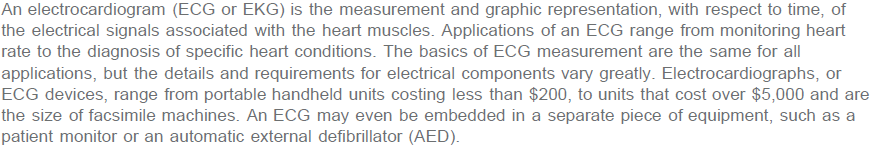 An electrocardiogram (ECG or EKG) is the measurement and graphic representation, with respect to time, of
the electrical signals associated with the heart muscles. Applications of an ECG range from monitoring heart
rate to the diagnosis of specific heart conditions. The basics of ECG measurement are the same for all
applications, but the details and requirements for electrical components vary greatly. Electrocardiographs, or
ECG devices, range from portable handheld units costing less than $200, to units that cost over $5,000 and are
the size of facsimile machines. An ECG may even be embedded in a separate piece of equipment, such as a
patient monitor or an automatic external defibrillator (AED).